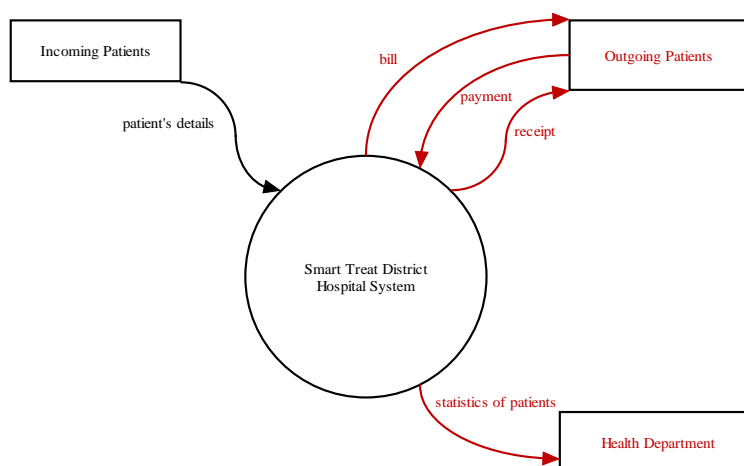 Incoming Patients
bill
Outgoing Patients
payment
patient's details
receipt
Smart Treat District
Hospital System
statistics of patients
Health Department